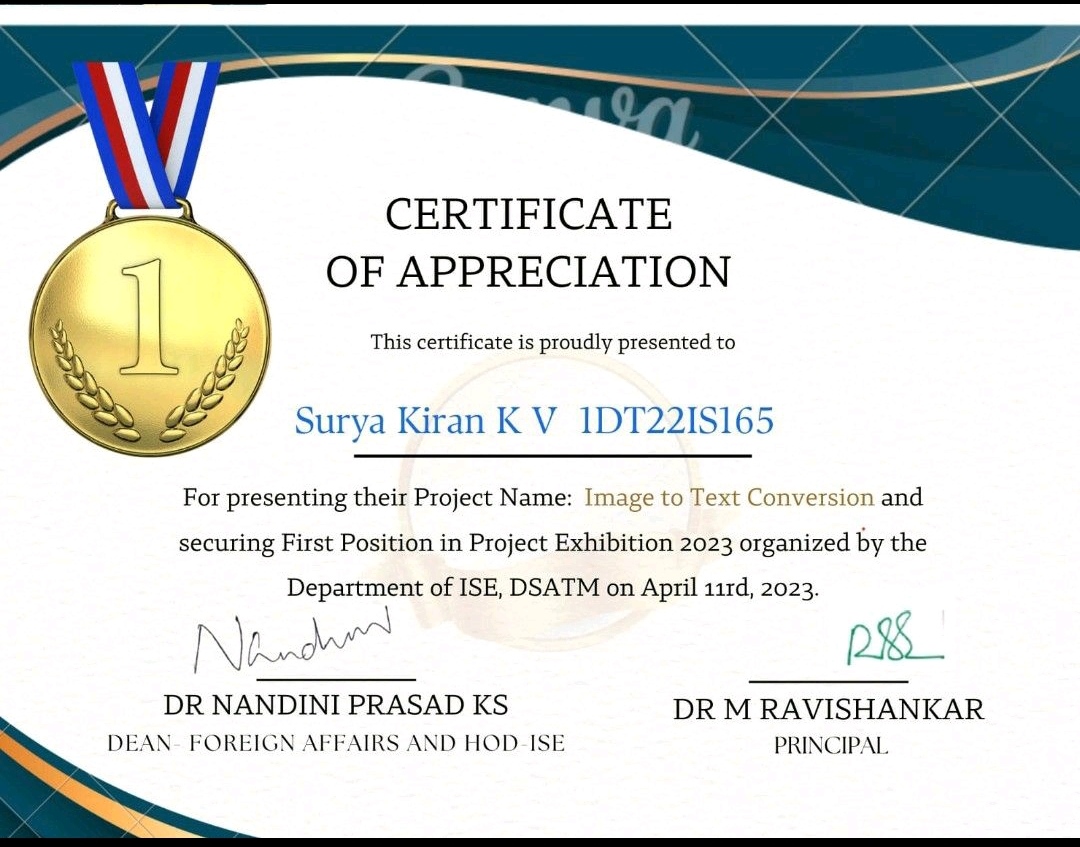 Canva
CERTIFICATE
OF APPRECIATION
1
This certificate is proudly presented to
Surya Kiran K V 1DT22IS165
For presenting their Project Name: Image to Text Conversion and
securing First Position in Project Exhibition 2023 organized by the
Department of ISE, DSATM on April 11rd, 2023.
DR NANDINI PRASAD KS
DR M RAVISHANKAR
DEAN- FOREIGN AFFAIRS AND HOD-ISE
PRINCIPAL